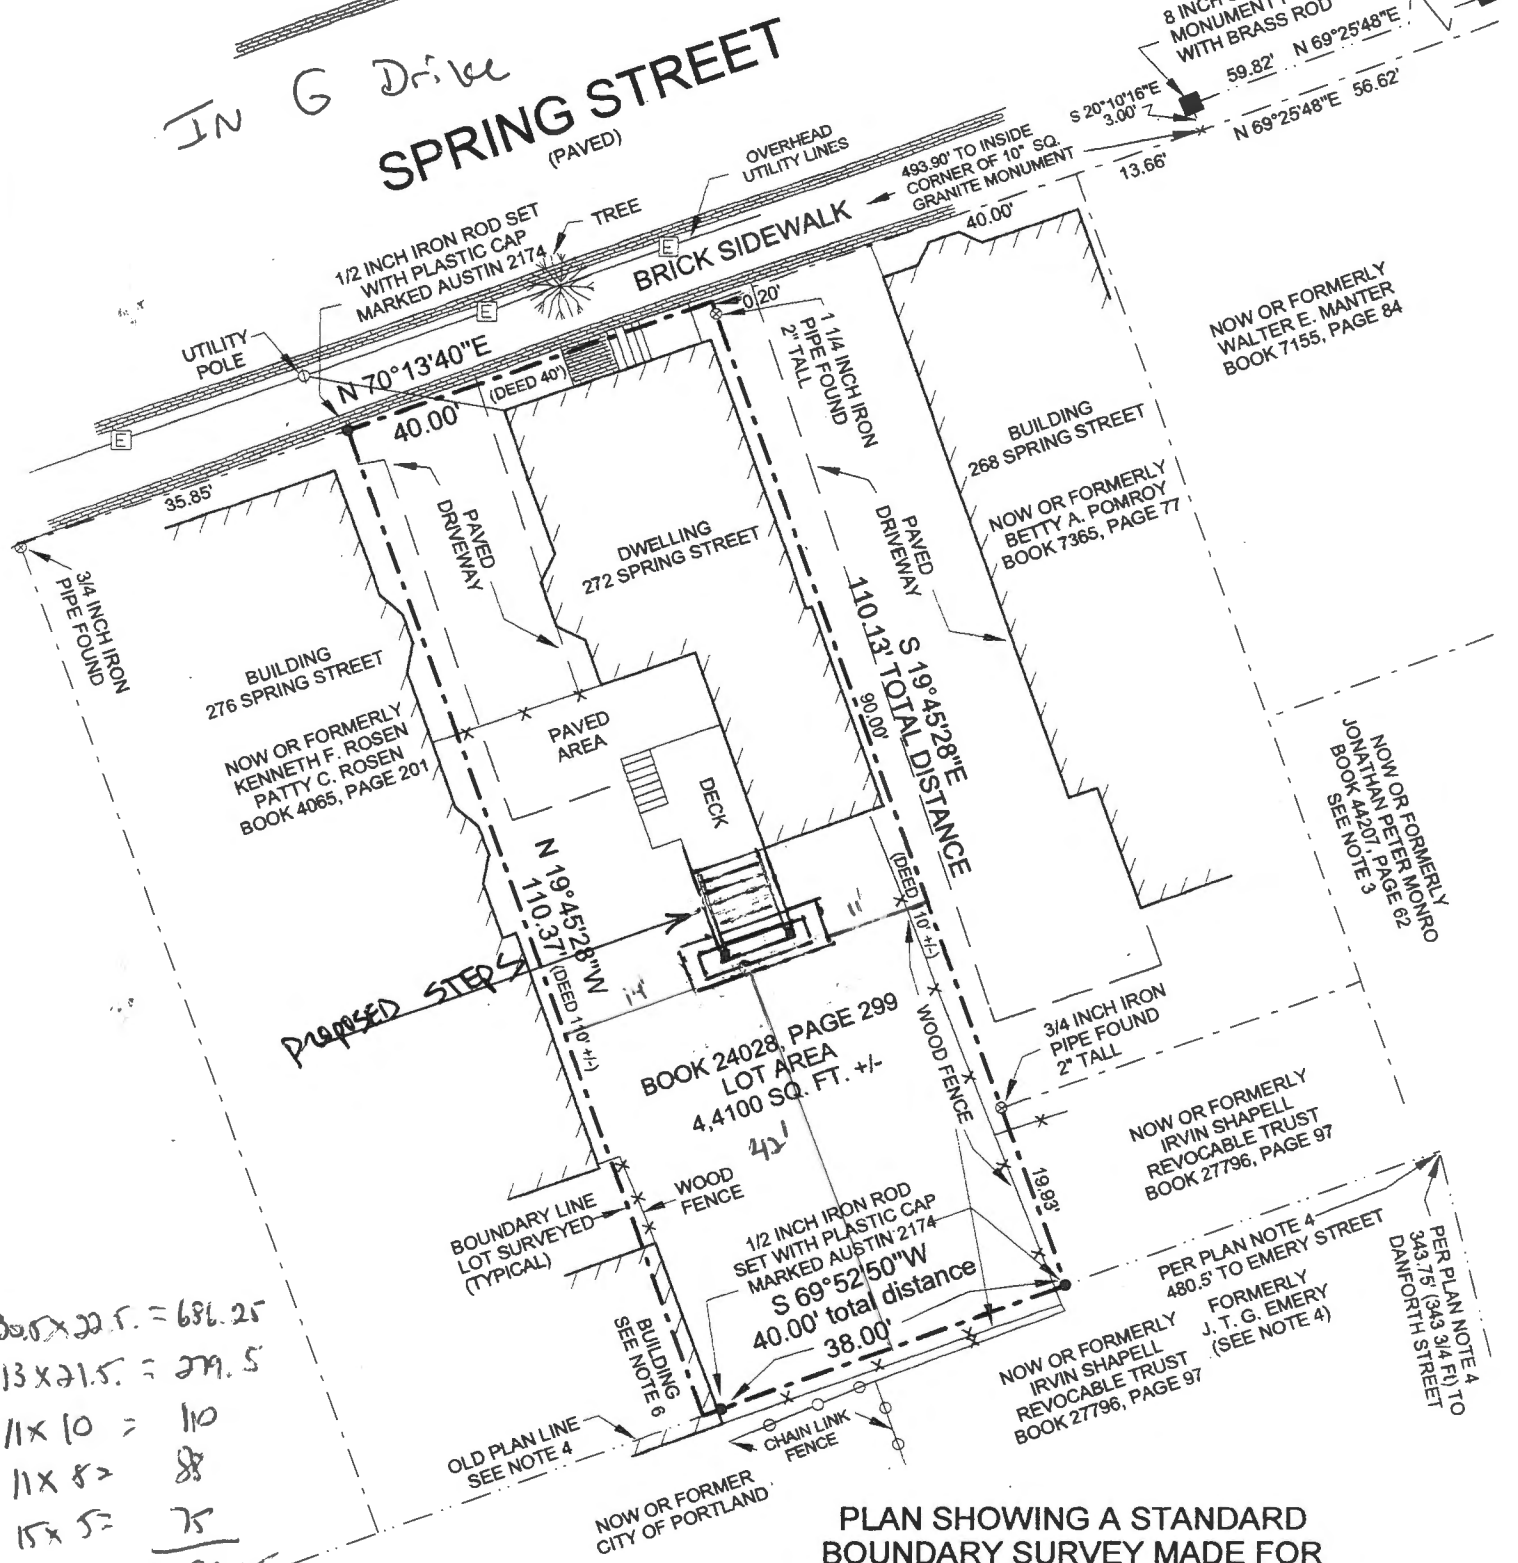 IN G Drive
SPRING STREET
(PAVED)
MONUMENT
WITH BRASS ROD
59.82' N 69°25'48"E
S 20°10'16"E
3.00'
N 69°25'48"E 56.62'
13.66'
OVERHEAD
UTILITY LINES
493.90' TO INSIDE
CORNER OF 10" SQ.
GRANITE MONUMENT
TREE
1/2 INCH IRON ROD SET
WITH PLASTIC CAP
MARKED AUSTIN 2174
BRICK SIDEWALK
40.00'
E
E
E
0.20'
UTILITY
POLE
N 70°13'40"E
40.00'
(DEED 40')
1 1/4 INCH IRON
PIPE FOUND
2" TALL
NOW OR FORMERLY
WALTER E. MANTER
BOOK 7155, PAGE 84
35.85'
BUILDING
268 SPRING STREET
NOW OR FORMERLY
BETTY A. POMROY
BOOK 7365, PAGE 77
PAVED
DRIVEWAY
DWELLING
272 SPRING STREET
PAVED
DRIVEWAY
3/4 INCH IRON
PIPE FOUND
BUILDING
276 SPRING STREET
S 19°45'28"E
110.13' TOTAL DISTANCE
90.00'
NOW OR FORMERLY
KENNETH F. ROSEN
PATTY C. ROSEN
BOOK 4065, PAGE 201
PAVED
AREA
DECK
NOW OR FORMERLY
JONATHAN PETER MONRO
BOOK 44207, PAGE 62
SEE NOTE 3
N 19°45'28"W
110.37'
(DEED 110' +/-)
(DEED 110' +/-)
11'
14'
PROPOSED STEPS
BOOK 24028, PAGE 299
LOT AREA
4,4100 SQ. FT. +/-
42'
WOOD FENCE
3/4 INCH IRON
PIPE FOUND
2" TALL
NOW OR FORMERLY
IRVIN SHAPELL
REVOCABLE TRUST
BOOK 27796, PAGE 97
19.93'
WOOD
FENCE
BOUNDARY LINE
LOT SURVEYED
(TYPICAL)
1/2 INCH IRON ROD
SET WITH PLASTIC CAP
MARKED AUSTIN 2174
S 69°52'50"W
40.00' total distance
38.00'
PER PLAN NOTE 4
480.5' TO EMERY STREET
FORMERLY
J. T. G. EMERY
(SEE NOTE 4)
PER PLAN NOTE 4
343.75' (343 3/4 Ft) TO
DANFORTH STREET
NOW OR FORMERLY
IRVIN SHAPELL
REVOCABLE TRUST
BOOK 27796, PAGE 97
BUILDING
SEE NOTE 6
OLD PLAN LINE
SEE NOTE 4
CHAIN LINK
FENCE
NOW OR FORMER
CITY OF PORTLAND
30.5 x 22.5. = 686.25
13 x 21.5. = 279.5
11 x 10 = 110
11 x 8 = 88
15 x 5 = 75
PLAN SHOWING A STANDARD
BOUNDARY SURVEY MADE FOR